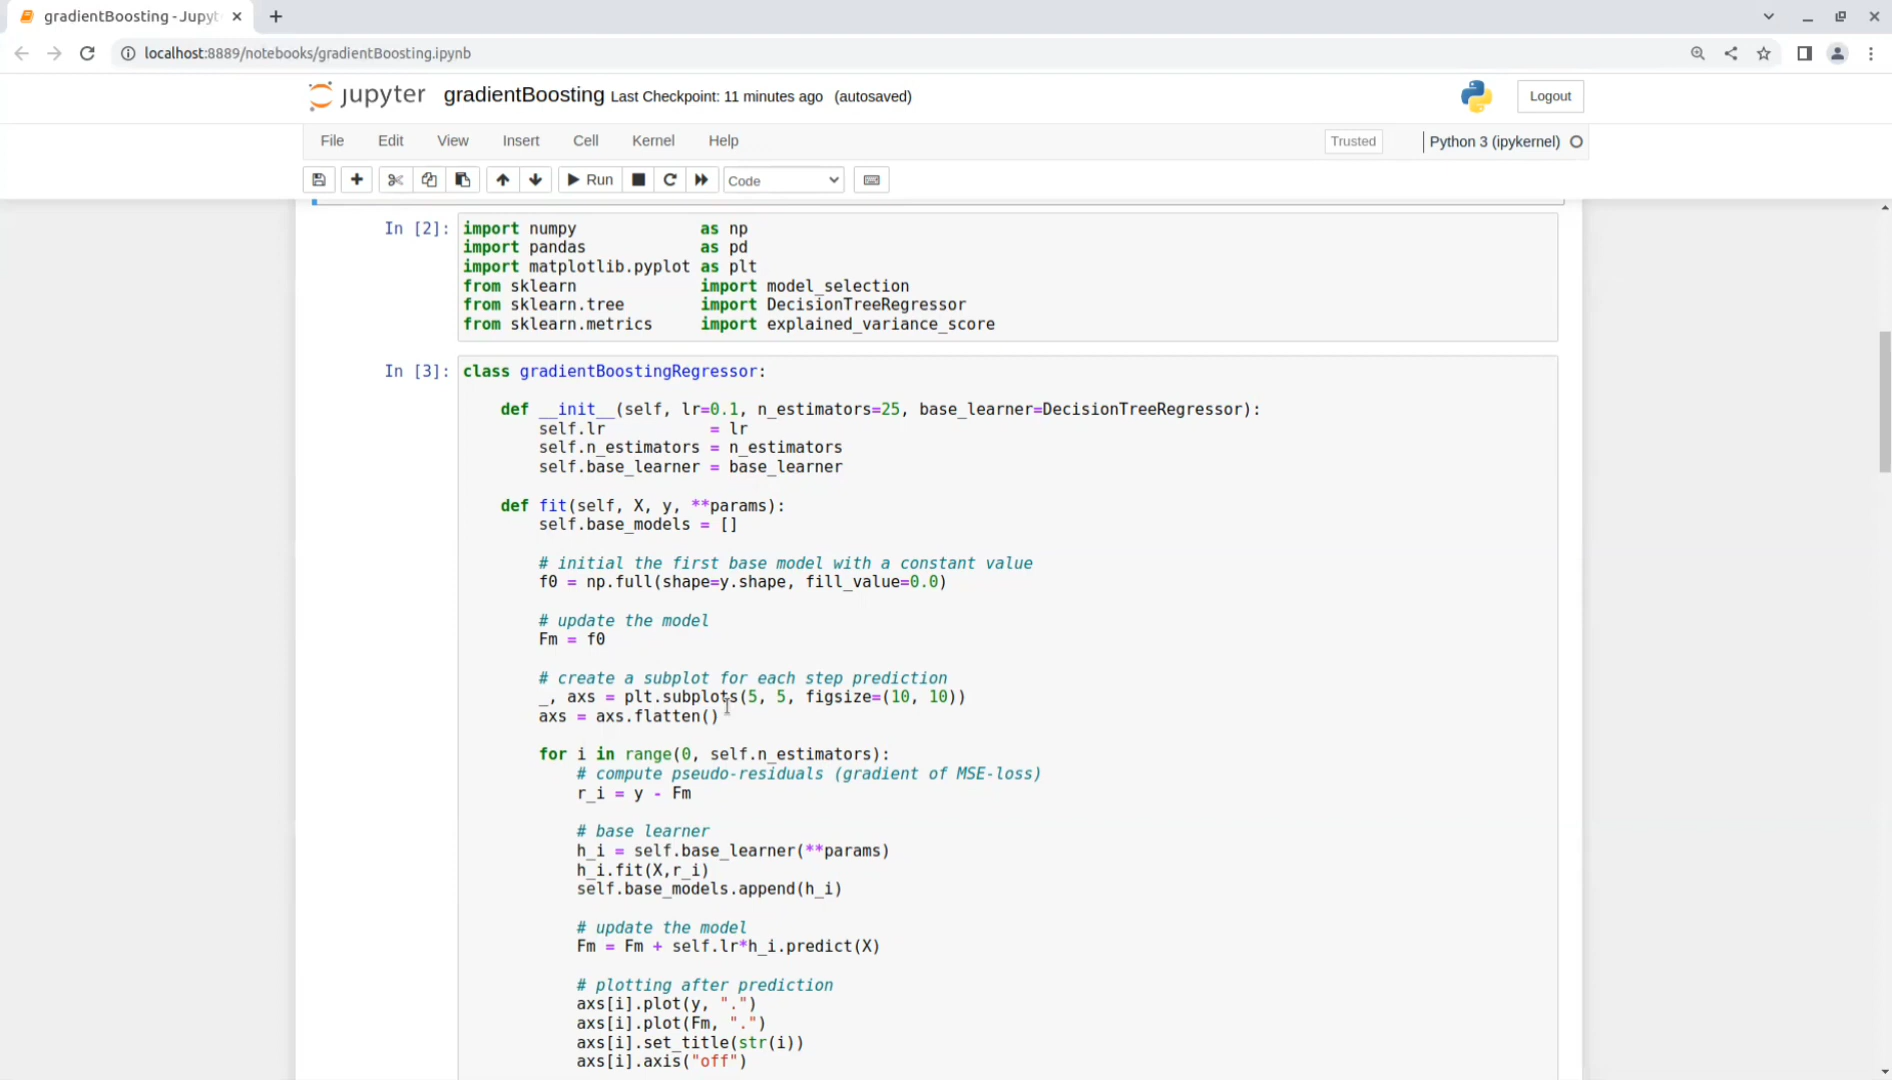 gradientBoosting - Jupyt
localhost:8889/notebooks/gradientBoosting.ipynb
jupyter gradientBoosting Last Checkpoint: 11 minutes ago (autosaved)
Logout
File Edit View Insert Cell Kernel Help
Trusted
Python 3 (ipykernel)
Run
Code
In [2]:
import numpy             as np
import pandas            as pd
import matplotlib.pyplot as plt
from sklearn             import model_selection
from sklearn.tree        import DecisionTreeRegressor
from sklearn.metrics     import explained_variance_score
In [3]:
class gradientBoostingRegressor:
    def __init__(self, lr=0.1, n_estimators=25, base_learner=DecisionTreeRegressor):
        self.lr           = lr
        self.n_estimators = n_estimators
        self.base_learner = base_learner
    def fit(self, X, y, **params):
        self.base_models = []
        # initial the first base model with a constant value
        f0 = np.full(shape=y.shape, fill_value=0.0)
        # update the model
        Fm = f0
        # create a subplot for each step prediction
        _, axs = plt.subplots(5, 5, figsize=(10, 10))
        axs = axs.flatten()
        for i in range(0, self.n_estimators):
            # compute pseudo-residuals (gradient of MSE-loss)
            r_i = y - Fm
            # base learner
            h_i = self.base_learner(**params)
            h_i.fit(X,r_i)
            self.base_models.append(h_i)
            # update the model
            Fm = Fm + self.lr*h_i.predict(X)
            # plotting after prediction
            axs[i].plot(y, ".")
            axs[i].plot(Fm, ".")
            axs[i].set_title(str(i))
            axs[i].axis("off")